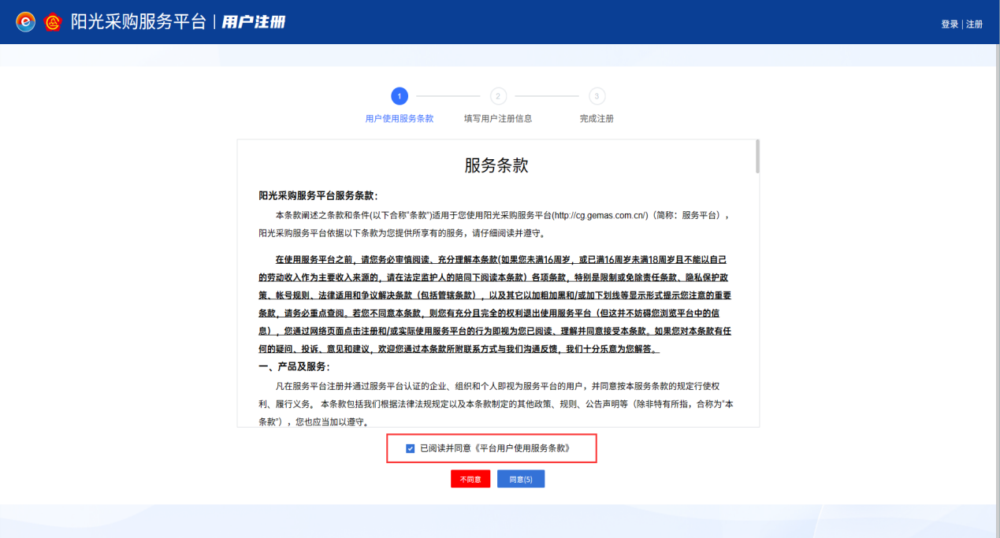 阳光采购服务平台 | 用户注册
登录 | 注册
1
2
3
用户使用服务条款
填写用户注册信息
完成注册
服务条款
阳光采购服务平台服务条款：
本条款阐述之条款和条件(以下合称"条款")适用于您使用阳光采购服务平台(http://cg.gemas.com.cn/)（简称：服务平台），
阳光采购服务平台依据以下条款为您提供所享有的服务，请仔细阅读并遵守。
在使用服务平台之前，请您务必审慎阅读、充分理解本条款(如果您未满16周岁，或已满16周岁未满18周岁且不能以自己
的劳动收入作为主要收入来源的，请在法定监护人的陪同下阅读本条款）各项条款，特别是限制或免除责任条款、隐私保护政
策、帐号规则、法律适用和争议解决条款（包括管辖条款），以及其它以加粗加黑和/或加下划线等显示形式提示您注意的重要
条款，请务必重点查阅。若您不同意本条款，则您有充分且完全的权利退出使用服务平台（但这并不妨碍您浏览平台中的信
息），您通过网络页面点击注册和/或实际使用服务平台的行为即视为您已阅读、理解并同意接受本条款。如果您对本条款有任
何的疑问、投诉、意见和建议，欢迎您通过本条款所附联系方式与我们沟通反馈，我们十分乐意为您解答。
一、产品及服务：
凡在服务平台注册并通过服务平台认证的企业、组织和个人即视为服务平台的用户，并同意按本服务条款的规定行使权
利、履行义务。 本条款包括我们根据法律法规规定以及本条款制定的其他政策、规则、公告声明等（除非特有所指，合称为"本
条款"），您也应当加以遵守。
已阅读并同意《平台用户使用服务条款》
不同意
同意(5)